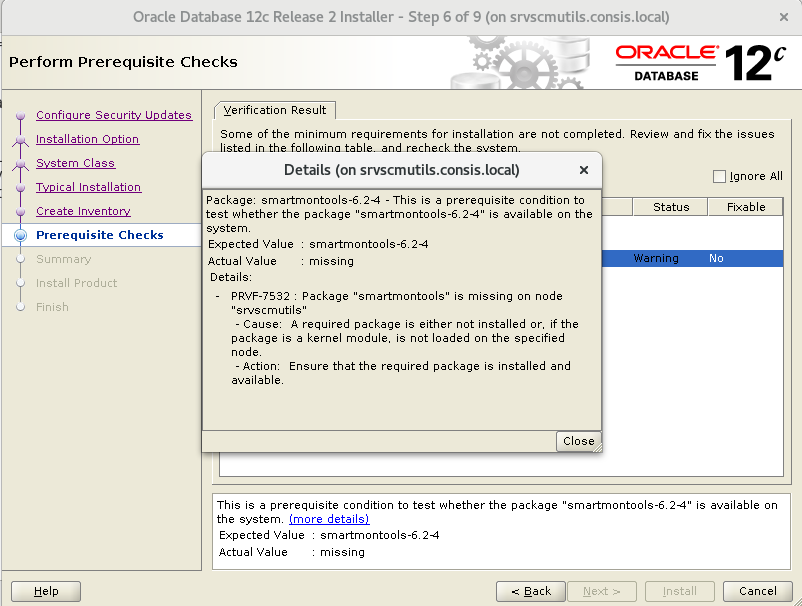 Oracle Database 12c Release 2 Installer - Step 6 of 9 (on srvscmutils.consis.local)
Perform Prerequisite Checks
ORACLE
DATABASE
12c
Configure Security Updates
Installation Option
System Class
Typical Installation
Create Inventory
Prerequisite Checks
Summary
Install Product
Finish
Verification Result
Some of the minimum requirements for installation are not completed. Review and fix the issues
listed in the following table, and recheck the system.
Ignore All
Status Fixable
Warning No
Details (on srvscmutils.consis.local)
Package: smartmontools-6.2-4 - This is a prerequisite condition to
test whether the package "smartmontools-6.2-4" is available on the
system.
Expected Value : smartmontools-6.2-4
Actual Value : missing
Details:
- PRVF-7532 : Package "smartmontools" is missing on node
"srvscmutils"
- Cause: A required package is either not installed or, if the
package is a kernel module, is not loaded on the specified
node.
- Action: Ensure that the required package is installed and
available.
Close
This is a prerequisite condition to test whether the package "smartmontools-6.2-4" is available on
the system. (more details)
Expected Value : smartmontools-6.2-4
Actual Value : missing
Help
< Back
Next >
Install
Cancel